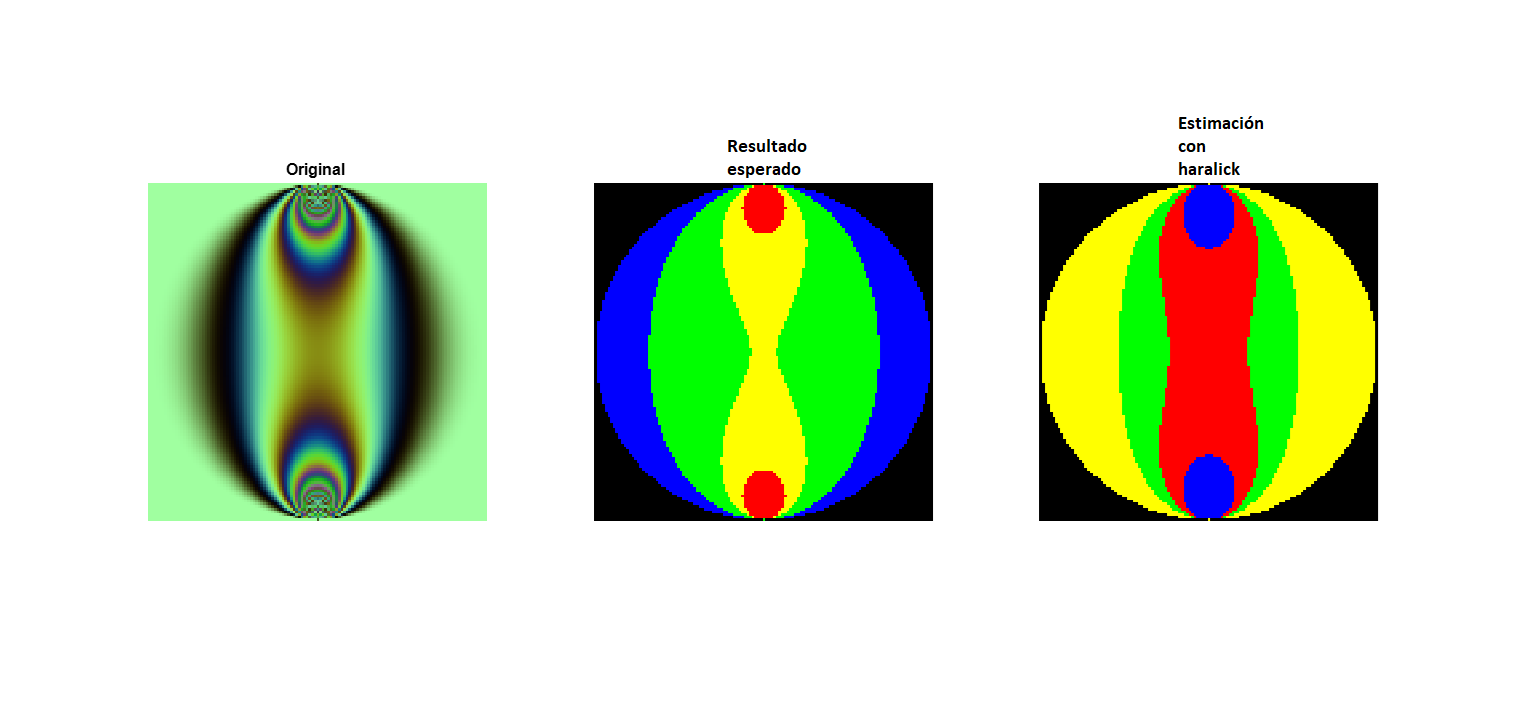 Original
Resultado
esperado
Estimación
con
haralick